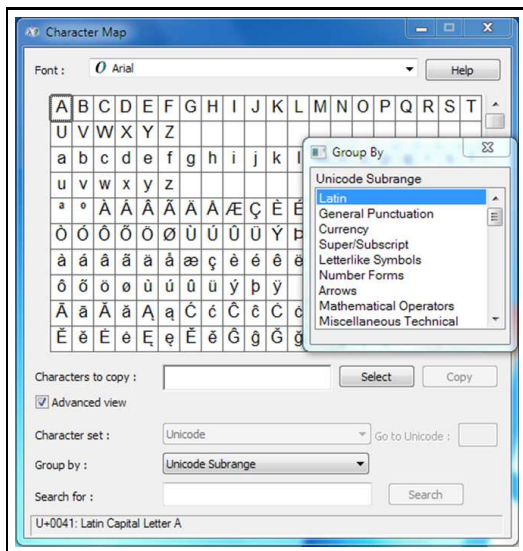 Character Map
Font :
O Arial
Help
A B C D E F G H I J K L M N O P Q R S T
U V W X Y Z
a b c d e f g h i j k l
u v w x y z
ª º À Á Â Ã Ä Å Æ Ç È É
Ò Ó Ô Õ Ö Ø Ù Ú Û Ü Ý Þ
à á â ã ä å æ ç è é ê ë
ô õ ö ø ù ú û ü ý þ ÿ
Ā ā Ă ă Ą ą Ć ć Ĉ ĉ Ċ ċ
Ĕ ĕ Ė ė Ę ę Ě ě Ĝ ĝ Ğ ğ
Group By
Unicode Subrange
Latin
General Punctuation
Currency
Super/Subscript
Letterlike Symbols
Number Forms
Arrows
Mathematical Operators
Miscellaneous Technical
Characters to copy :
Select
Copy
Advanced view
Character set :
Unicode
Go to Unicode :
Group by :
Unicode Subrange
Search for :
Search
U+0041: Latin Capital Letter A